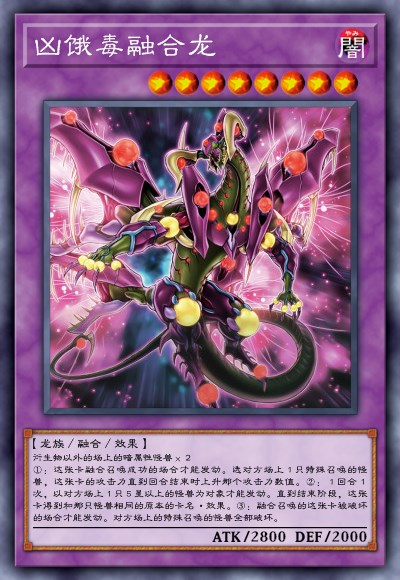 凶饿毒融合龙
やみ
闇
【龙族／融合／效果】
衍生物以外的场上的暗属性怪兽×2
①：这张卡融合召唤成功的场合才能发动。选对方场上1只特殊召唤的怪
兽，这张卡的攻击力直到回合结束时上升那个攻击力数值。②：1回合1
次，以对方场上1只5星以上的怪兽为对象才能发动。直到结束阶段，这张
卡得到和那只怪兽相同的原本的卡名·效果。③：融合召唤的这张卡被破坏
的场合才能发动。对方场上的特殊召唤的怪兽全部破坏。
ATK/2800 DEF/2000